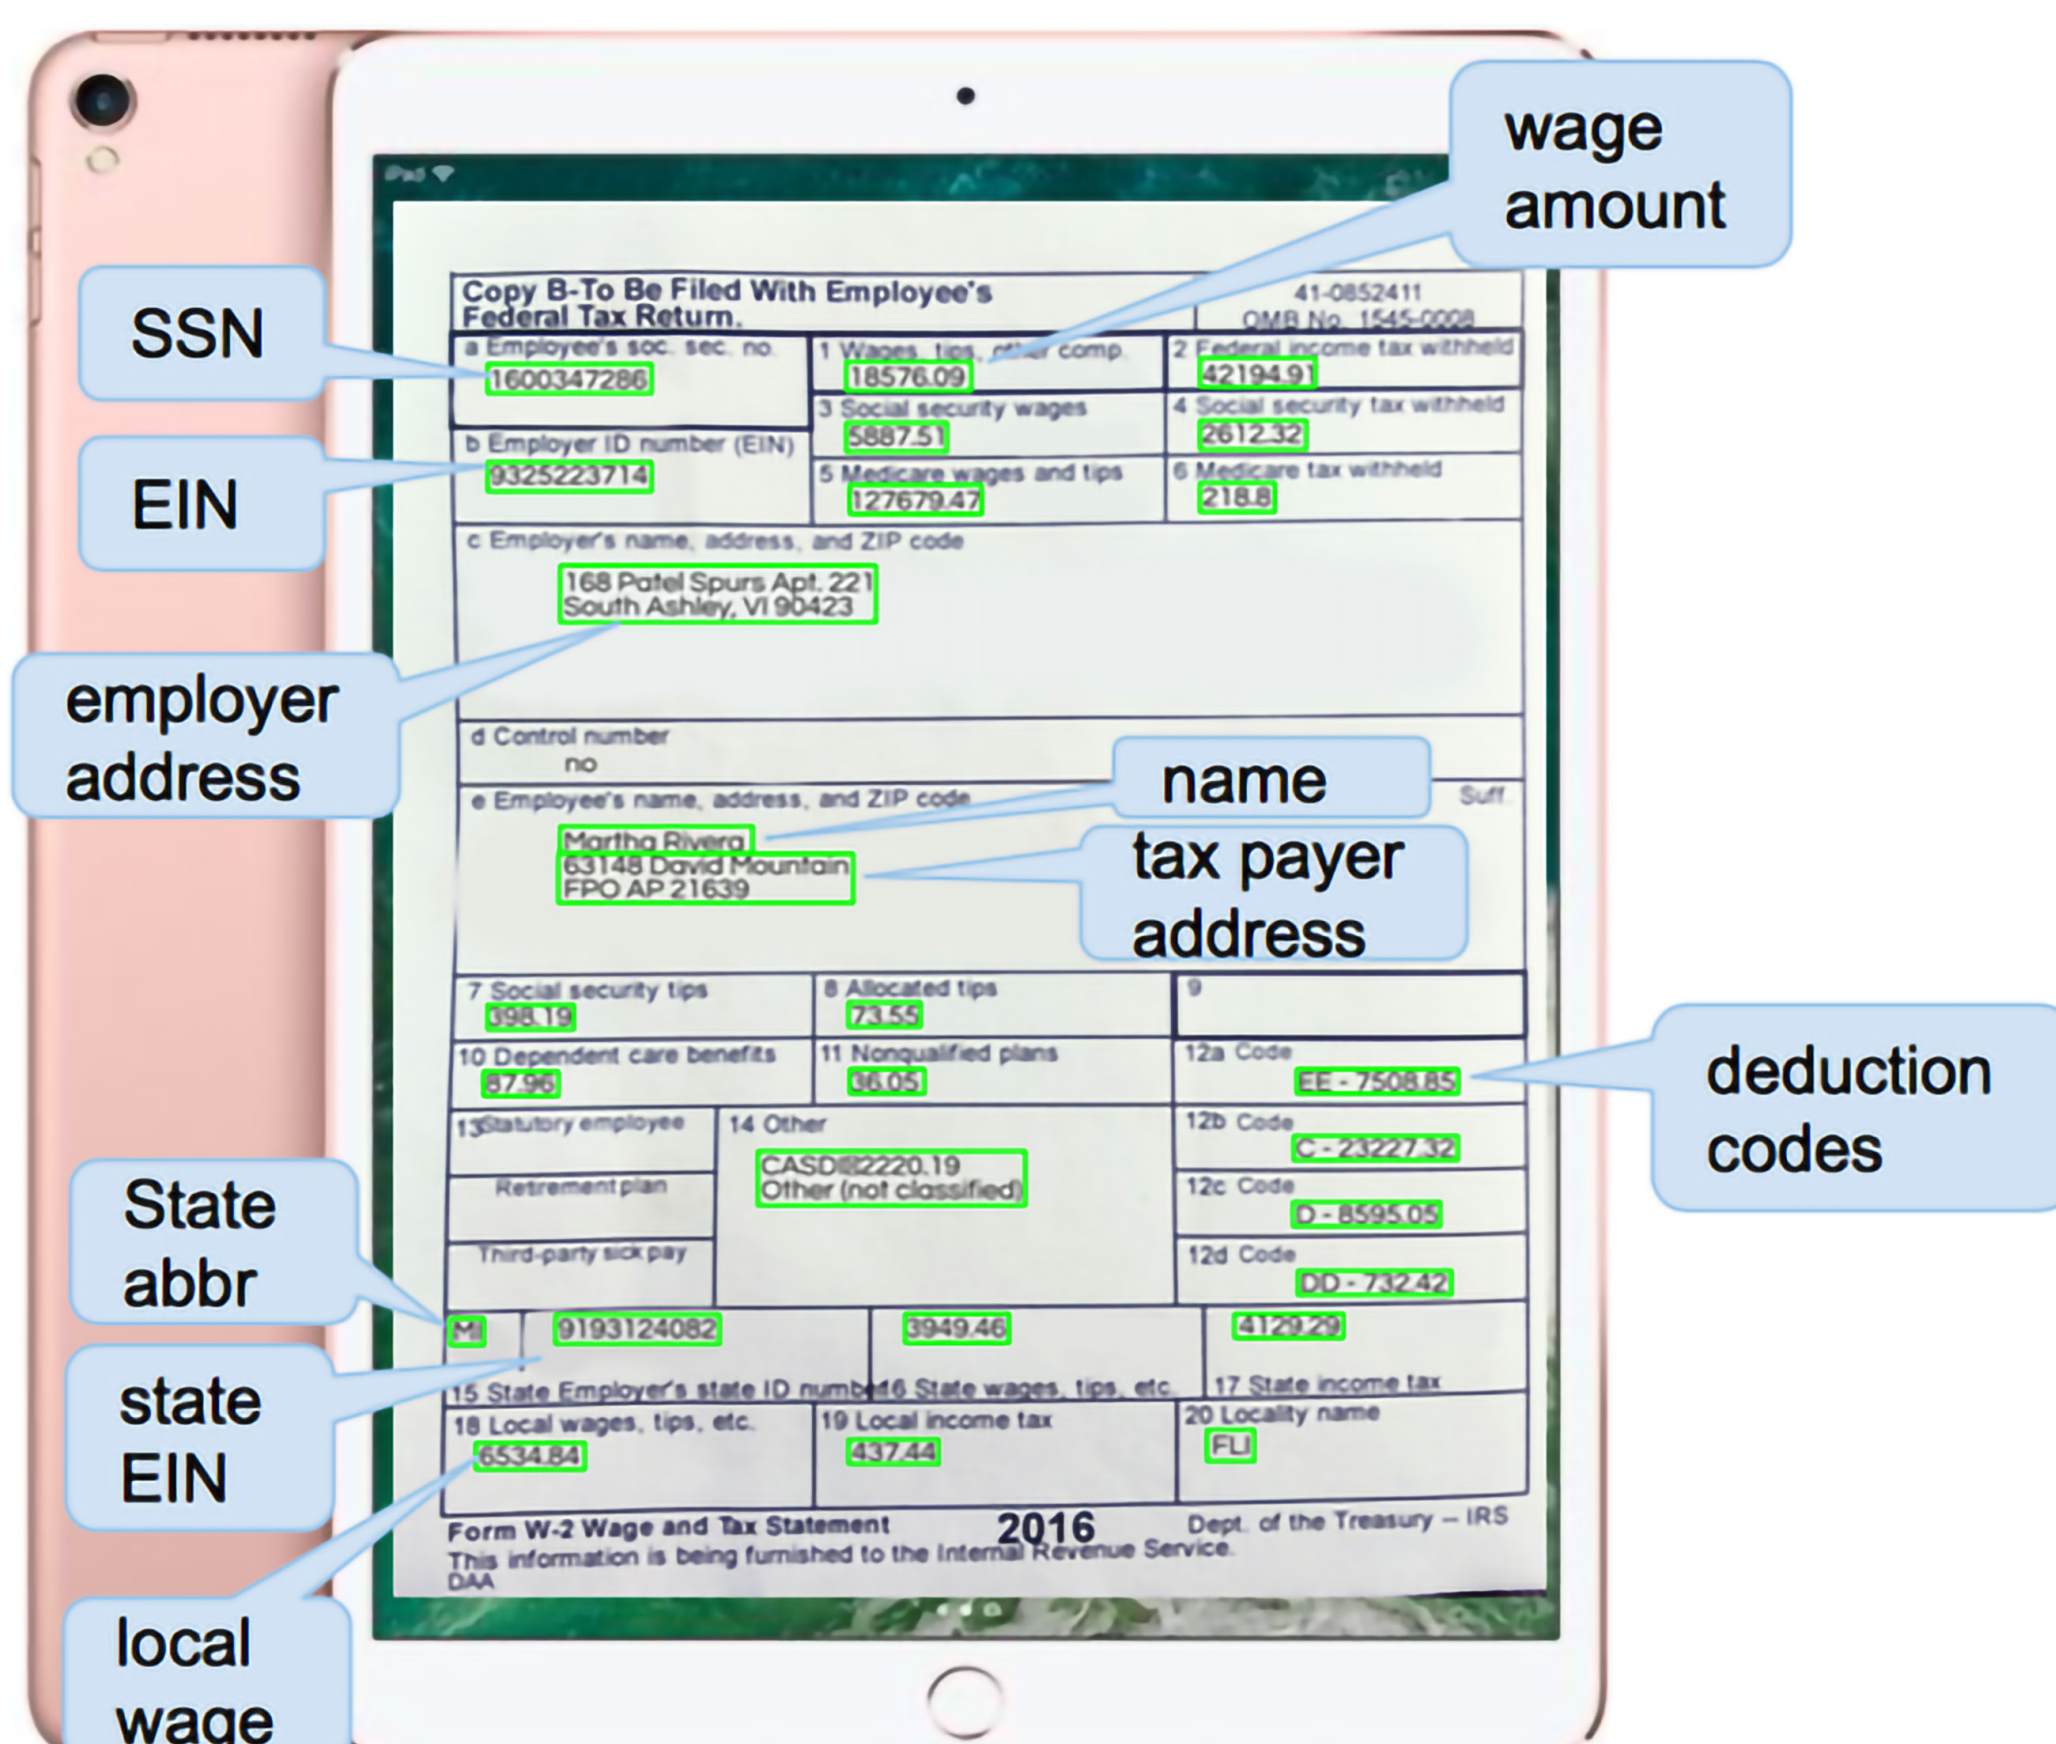 iPad
wage
amount
Copy B-To Be Filed With Employee's
Federal Tax Return.
41-0852411
OMB No. 1545-0008
SSN
a Employee's soc. sec. no.
1600347286
1 Wages, tips, other comp.
18576.09
2 Federal income tax withheld
42194.91
3 Social security wages
5887.51
4 Social security tax withheld
2612.32
EIN
b Employer ID number (EIN)
9325223714
5 Medicare wages and tips
127679.47
6 Medicare tax withheld
218.8
c Employer's name, address, and ZIP code
168 Patel Spurs Apt. 221
South Ashley, VI 90423
employer
address
d Control number
no
name
e Employee's name, address, and ZIP code
Suff.
Martha Rivera
63148 David Mountain
FPO AP 21639
tax payer
address
7 Social security tips
398.19
8 Allocated tips
73.55
9
10 Dependent care benefits
87.96
11 Nonqualified plans
36.05
12a Code
EE - 7508.85
deduction
codes
13 Statutory employee
Retirement plan
Third-party sick pay
14 Other
CASDI 2220.19
Other (not classified)
12b Code
C - 23227.32
12c Code
D - 8595.05
12d Code
DD - 732.42
State
abbr
MI
9193124082
3949.46
4129.29
state
EIN
15 State Employer's state ID numb
16 State wages, tips, etc.
17 State income tax
18 Local wages, tips, etc.
6534.84
19 Local income tax
437.44
20 Locality name
FLI
Form W-2 Wage and Tax Statement
2016
Dept. of the Treasury – IRS
This information is being furnished to the Internal Revenue Service.
DAA
local
wage